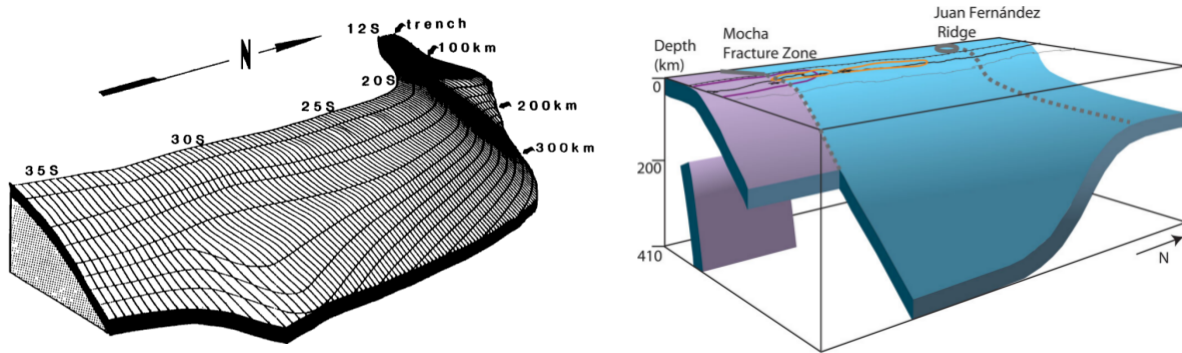 N
12S
trench
100km
20S
25S
200km
30S
300km
35S
Juan Fernández
Ridge
Mocha
Fracture Zone
Depth
(km)
0
200
410
N